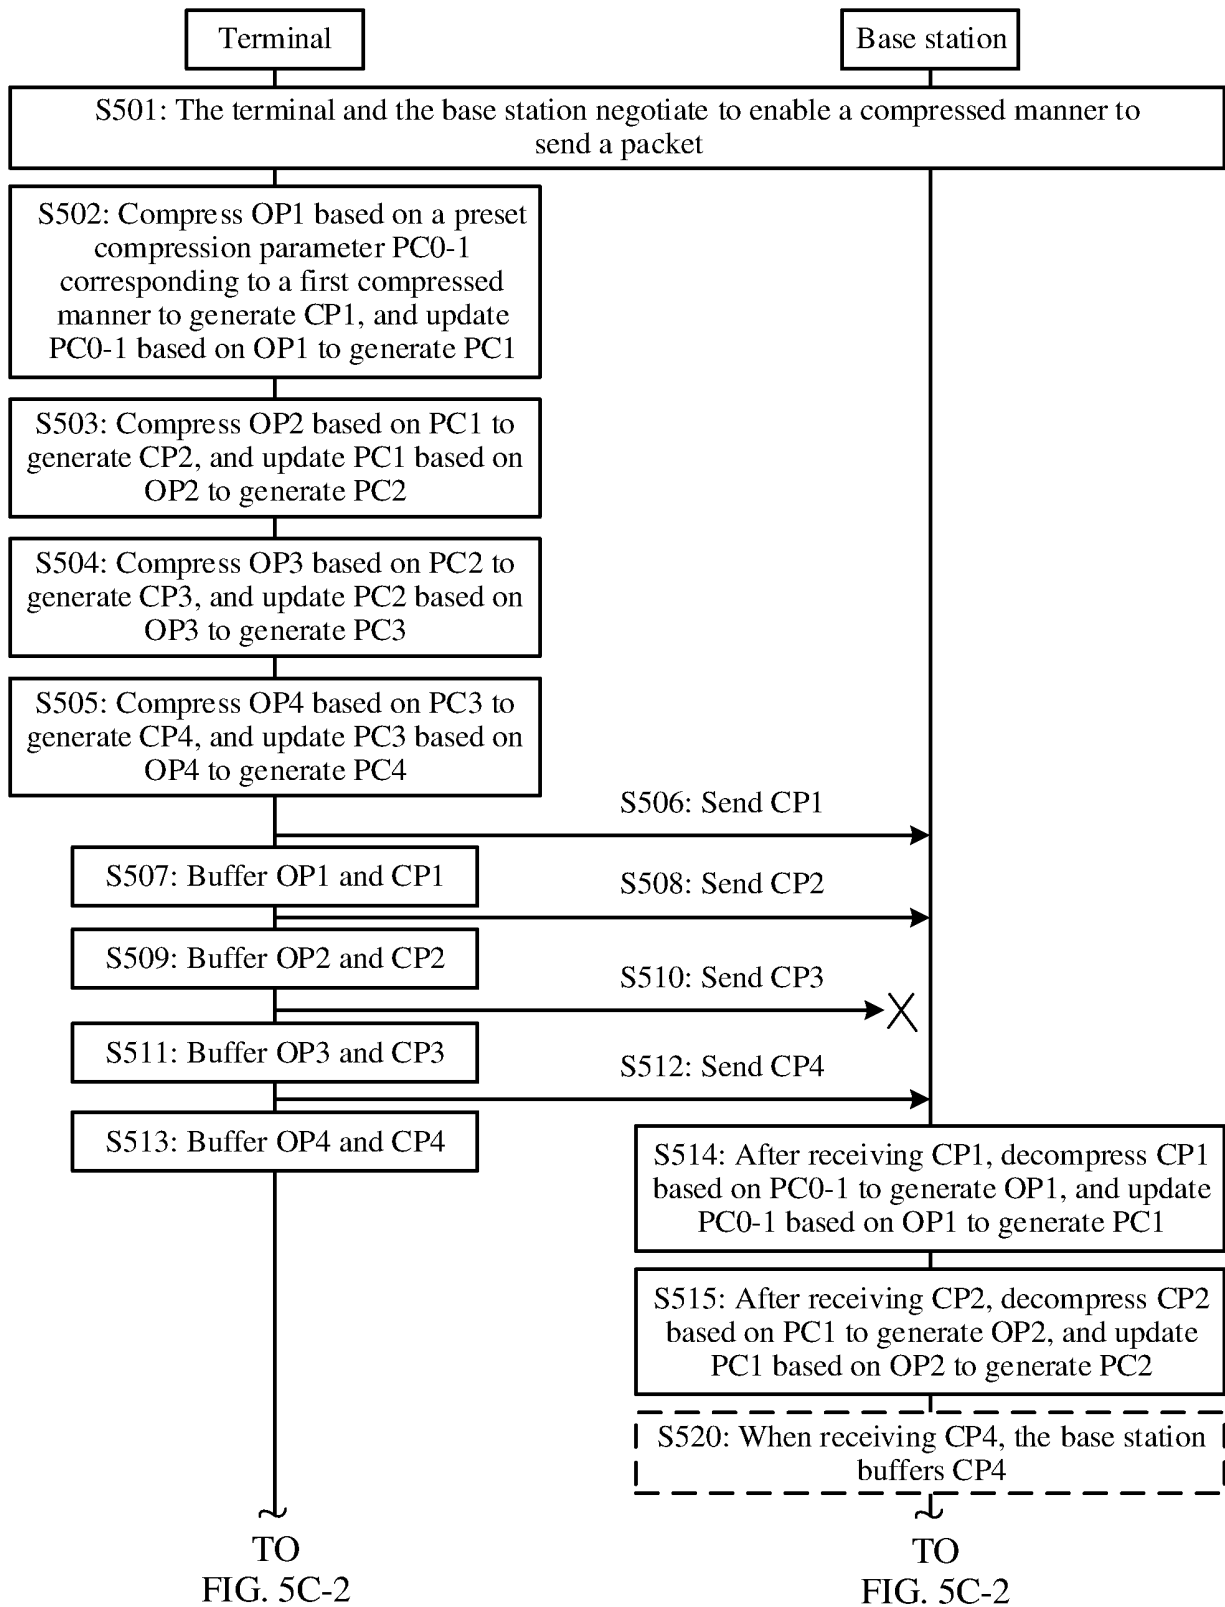 Terminal
Base station
S501: The terminal and the base station negotiate to enable a compressed manner to
send a packet
S502: Compress OP1 based on a preset
compression parameter PC0-1
corresponding to a first compressed
manner to generate CP1, and update
PC0-1 based on OP1 to generate PC1
S503: Compress OP2 based on PC1 to
generate CP2, and update PC1 based on
OP2 to generate PC2
S504: Compress OP3 based on PC2 to
generate CP3, and update PC2 based on
OP3 to generate PC3
S505: Compress OP4 based on PC3 to
generate CP4, and update PC3 based on
OP4 to generate PC4
S506: Send CP1
S507: Buffer OP1 and CP1
S508: Send CP2
S509: Buffer OP2 and CP2
S510: Send CP3
S511: Buffer OP3 and CP3
S512: Send CP4
S513: Buffer OP4 and CP4
S514: After receiving CP1, decompress CP1
based on PC0-1 to generate OP1, and update
PC0-1 based on OP1 to generate PC1
S515: After receiving CP2, decompress CP2
based on PC1 to generate OP2, and update
PC1 based on OP2 to generate PC2
S520: When receiving CP4, the base station
buffers CP4
TO
FIG. 5C-2
TO
FIG. 5C-2